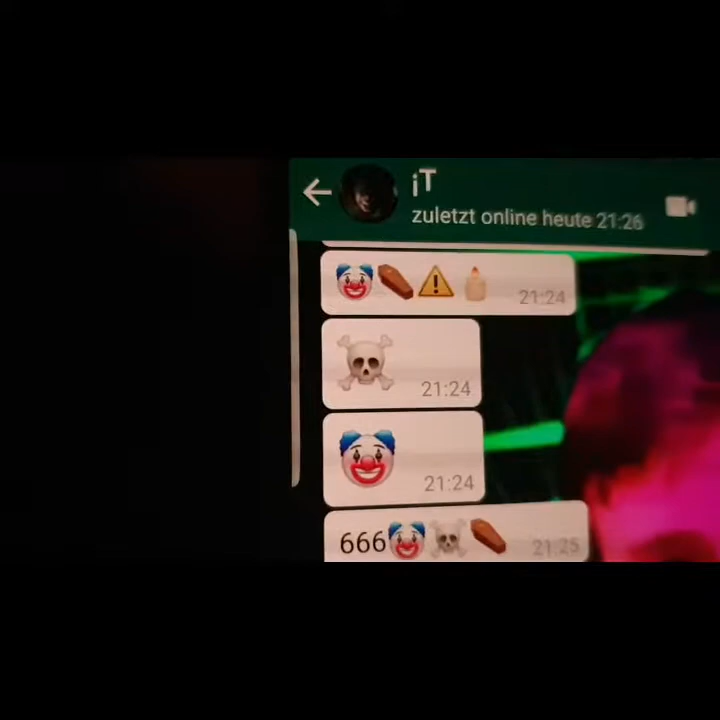 iT
zuletzt online heute 21:26
🤡⚰️⚠️🕯️ 21:24
☠️ 21:24
🤡 21:24
666🤡☠️⚰️ 21:25